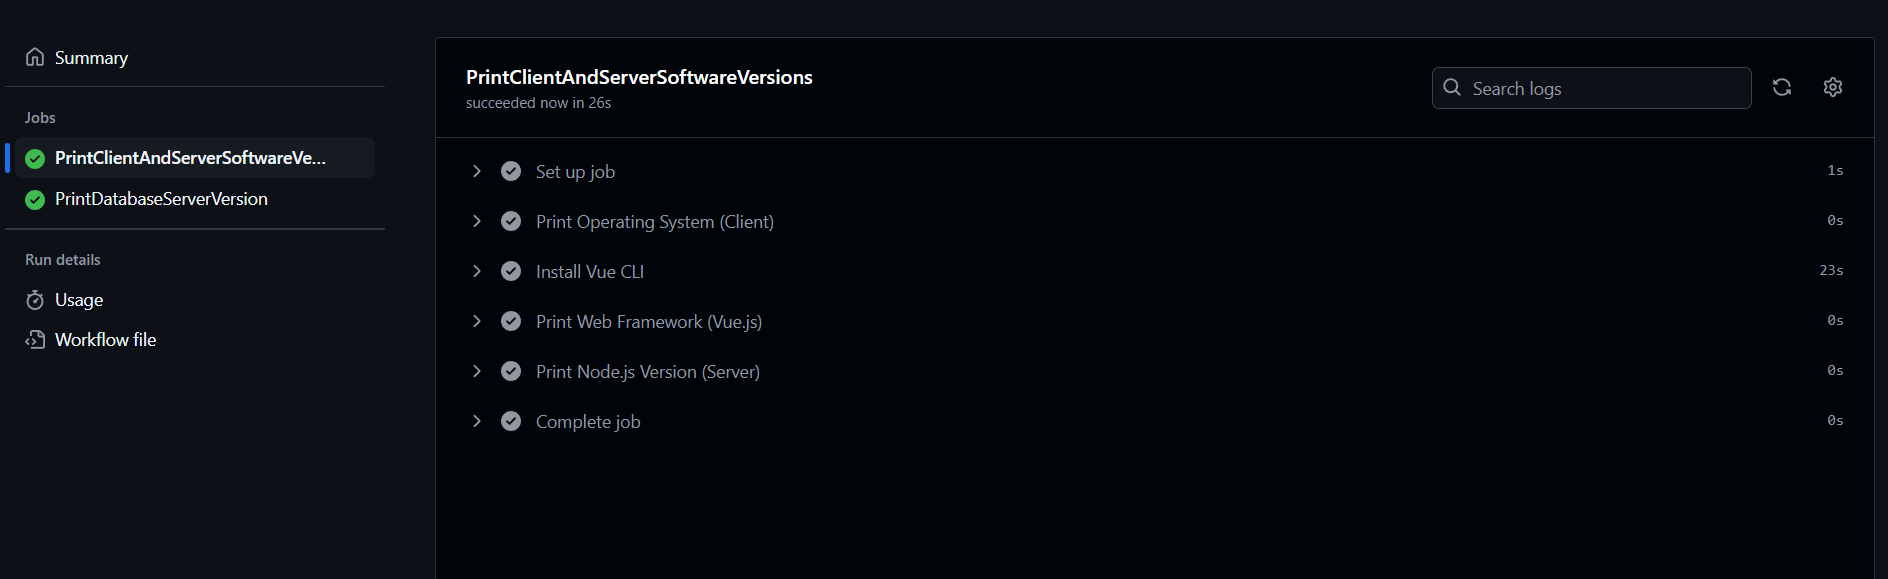 Summary
Jobs
PrintClientAndServerSoftwareVe...
PrintDatabaseServerVersion
Run details
Usage
Workflow file
PrintClientAndServerSoftwareVersions
succeeded now in 26s
Search logs
Set up job 1s
Print Operating System (Client) 0s
Install Vue CLI 23s
Print Web Framework (Vue.js) 0s
Print Node.js Version (Server) 0s
Complete job 0s